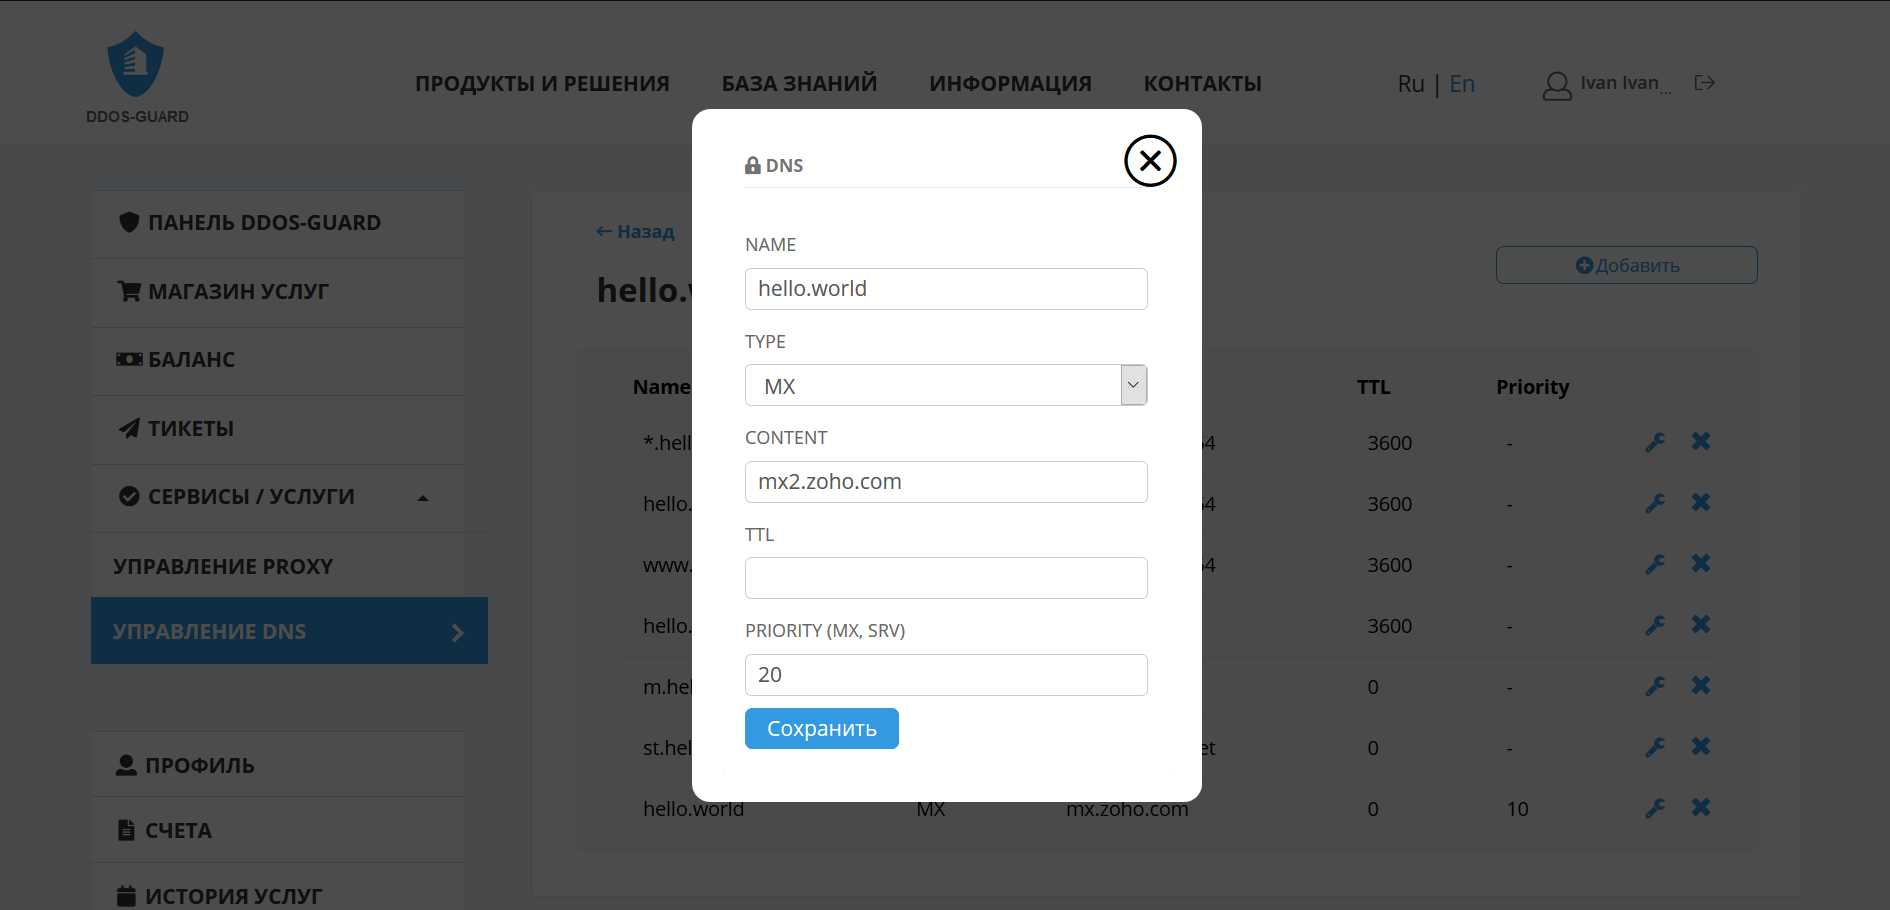 DDOS-GUARD
ПРОДУКТЫ И РЕШЕНИЯ БАЗА ЗНАНИЙ ИНФОРМАЦИЯ КОНТАКТЫ
Ru | En
Ivan Ivan...
ПАНЕЛЬ DDOS-GUARD
МАГАЗИН УСЛУГ
БАЛАНС
ТИКЕТЫ
СЕРВИСЫ / УСЛУГИ
УПРАВЛЕНИЕ PROXY
УПРАВЛЕНИЕ DNS
ПРОФИЛЬ
СЧЕТА
ИСТОРИЯ УСЛУГ
← Назад
hello.
Добавить
Name TTL Priority
*.hell 64 3600 -
hello. 64 3600 -
www. 64 3600 -
hello. 3600 -
m.hel 0 -
st.hel et 0 -
hello.world MX mx.zoho.com 0 10
DNS
NAME
hello.world
TYPE
MX
CONTENT
mx2.zoho.com
TTL
PRIORITY (MX, SRV)
20
Сохранить